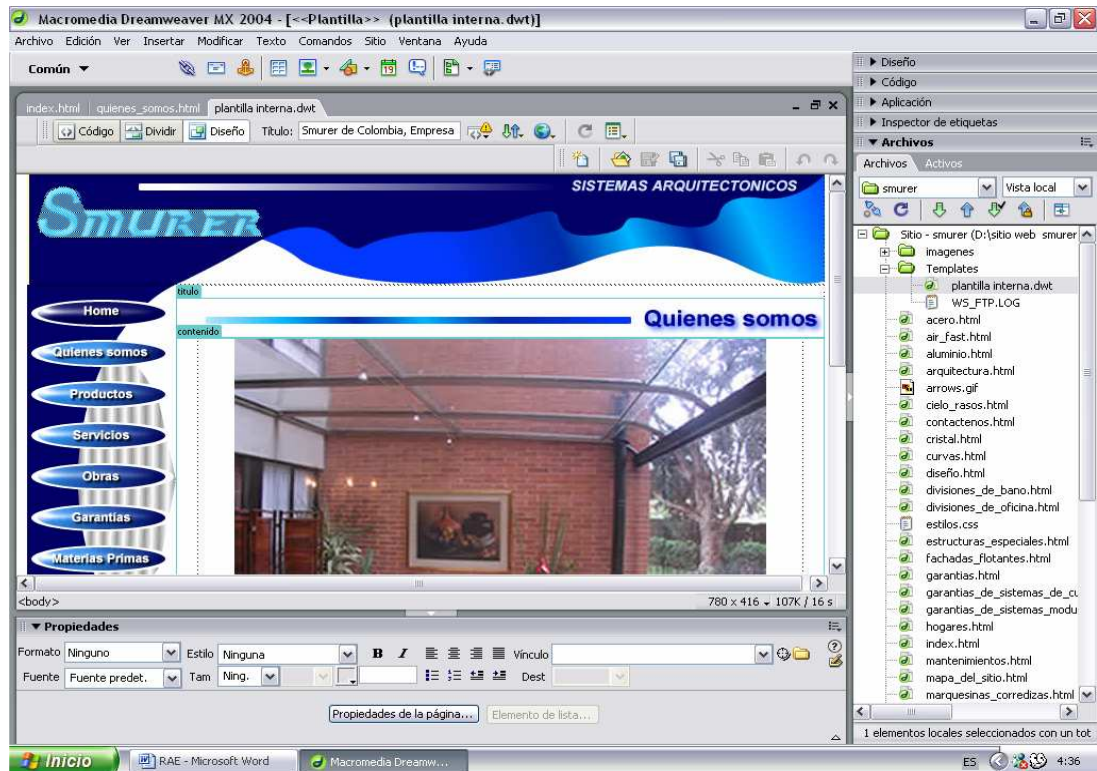 Macromedia Dreamweaver MX 2004 - [<<Plantilla>> (plantilla interna.dwt)]
Archivo Edición Ver Insertar Modificar Texto Comandos Sitio Ventana Ayuda
Común
index.html quienes_somos.html plantilla interna.dwt
Código Dividir Diseño Título: Smurer de Colombia, Empresa
SISTEMAS ARQUITECTONICOS
SMURER
titulo
Quienes somos
contenido
Home
Quienes somos
Productos
Servicios
Obras
Garantías
Materias Primas
<body>
780 x 416 107K / 16 s
Propiedades
Formato Ninguno Estilo Ninguna B I Vínculo
Fuente Fuente predet. Tam Ning. Dest
Propiedades de la página... Elemento de lista...
Diseño
Código
Aplicación
Inspector de etiquetas
Archivos
Archivos Activos
smurer Vista local
Sitio - smurer (D:\sitio web smurer
imagenes
Templates
plantilla interna.dwt
WS_FTP.LOG
acero.html
air_fast.html
aluminio.html
arquitectura.html
arrows.gif
cielo_rasos.html
contactenos.html
cristal.html
curvas.html
diseño.html
divisiones_de_bano.html
divisiones_de_oficina.html
estilos.css
estructuras_especiales.html
fachadas_flotantes.html
garantias.html
garantias_de_sistemas_de_cu
garantias_de_sistemas_modu
hogares.html
index.html
mantenimientos.html
mapa_del_sitio.html
marquesinas_corredizas.html
1 elementos locales seleccionados con un tot
Inicio RAE - Microsoft Word Macromedia Dreamw... ES 4:36